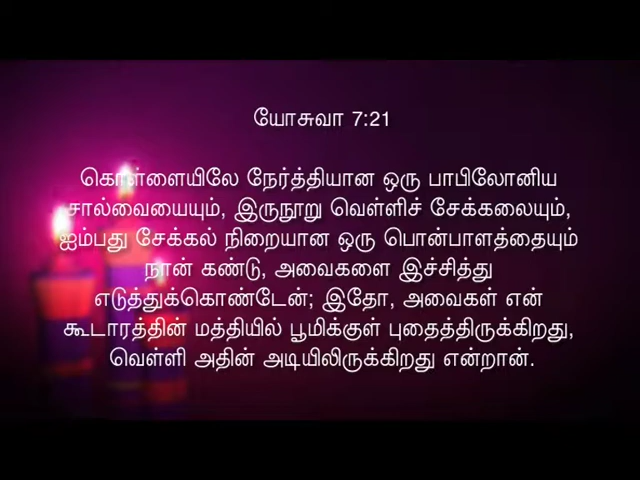 யோசுவா 7:21
கொள்ளையிலே நேர்த்தியான ஒரு பாபிலோனிய
சால்வையையும், இருநூறு வெள்ளிச் சேக்கலையும்,
ஐம்பது சேக்கல் நிறையான ஒரு பொன்பாளத்தையும்
நான் கண்டு, அவைகளை இச்சித்து
எடுத்துக்கொண்டேன்; இதோ, அவைகள் என்
கூடாரத்தின் மத்தியில் பூமிக்குள் புதைத்திருக்கிறது,
வெள்ளி அதின் அடியிலிருக்கிறது என்றான்.